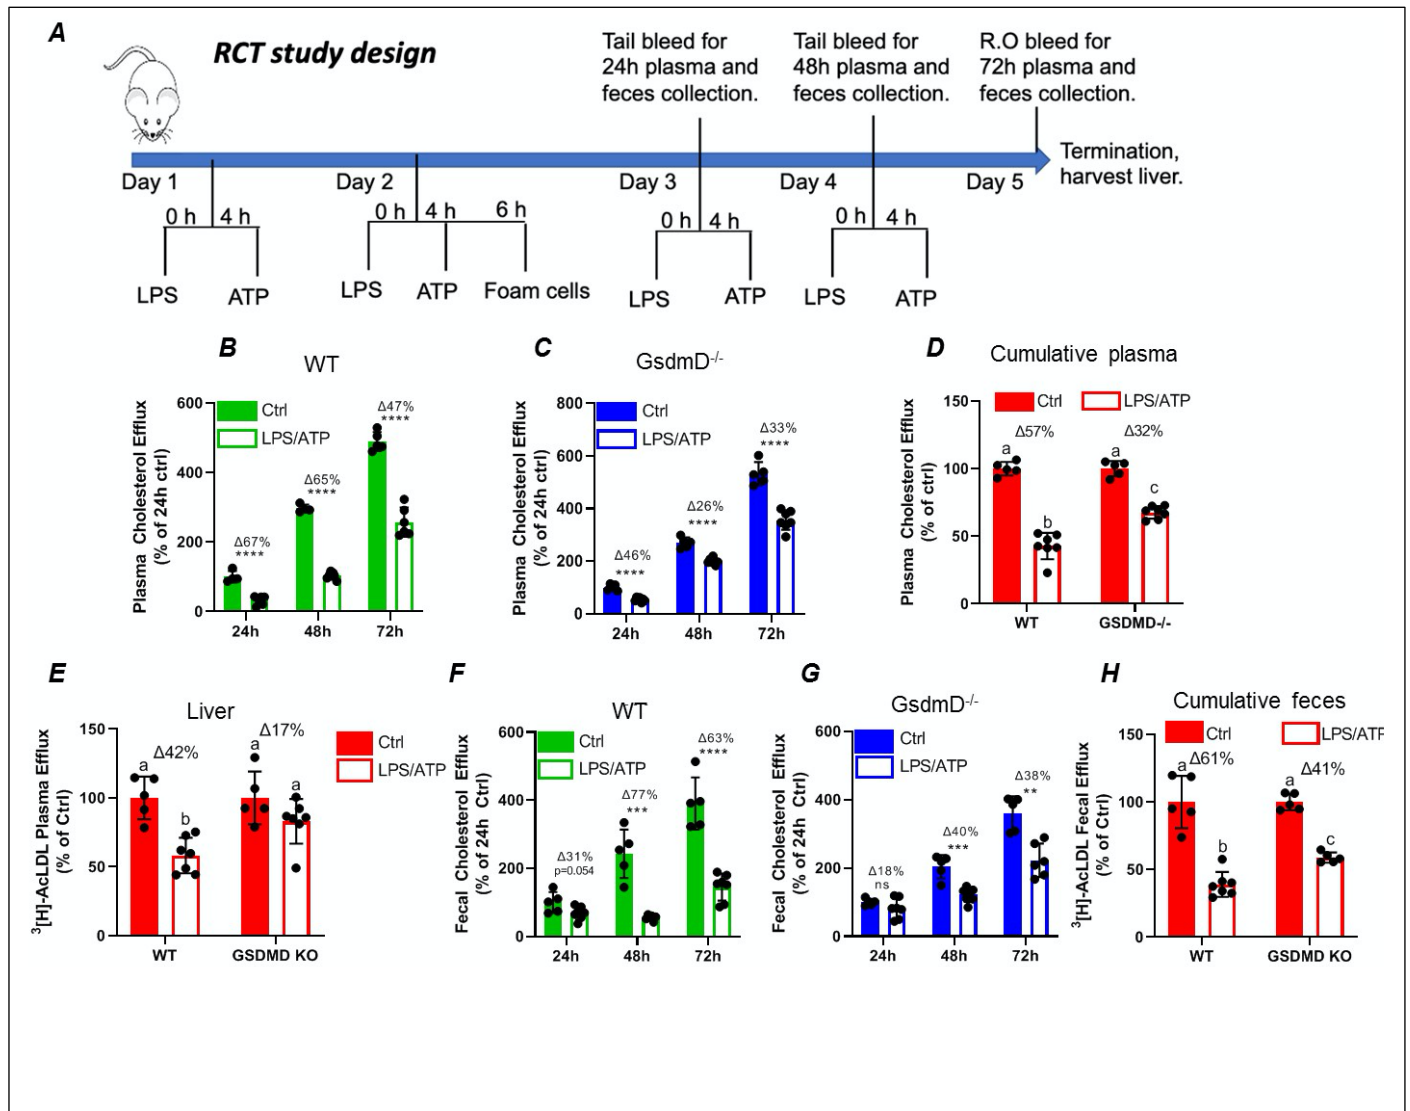 A
RCT study design
Tail bleed for
24h plasma and
feces collection.
Tail bleed for
48h plasma and
feces collection.
R.O bleed for
72h plasma and
feces collection.
Termination,
harvest liver.
Day 1
Day 2
Day 3
Day 4
Day 5
0 h 4 h
0 h 4 h 6 h
0 h 4 h
0 h 4 h
LPS
ATP
LPS
ATP
Foam cells
LPS
ATP
LPS
ATP
B
WT
Plasma Cholesterol Efflux
(% of 24h ctrl)
600
400
200
0
Ctrl
LPS/ATP
Δ67%
****
Δ65%
****
Δ47%
****
24h 48h 72h
C
GsdmD-/-
Plasma Cholesterol Efflux
(% of 24h ctrl)
800
600
400
200
0
Ctrl
LPS/ATP
Δ46%
****
Δ26%
****
Δ33%
****
24h 48h 72h
D
Cumulative plasma
Plasma Cholesterol Efflux
(% of ctrl)
150
100
50
0
Ctrl
LPS/ATP
Δ57%
Δ32%
a
b
a
c
WT GSDMD-/-
E
Liver
³[H]-AcLDL Plasma Efflux
(% of Ctrl)
150
100
50
0
Δ42%
Δ17%
a
b
a
a
Ctrl
LPS/ATP
WT GSDMD KO
F
WT
Fecal Cholesterol Efflux
(% of 24h Ctrl)
600
400
200
0
Ctrl
LPS/ATP
Δ31%
p=0.054
Δ77%
***
Δ63%
****
24h 48h 72h
G
GsdmD-/-
Fecal Cholesterol Efflux
(% of 24h Ctrl)
600
400
200
0
Ctrl
LPS/ATP
Δ18%
ns
Δ40%
***
Δ38%
**
24h 48h 72h
H
Cumulative feces
³[H]-AcLDL Fecal Efflux
(% of Ctrl)
150
100
50
0
Ctrl
LPS/ATF
Δ61%
Δ41%
a
b
a
c
WT GSDMD KO